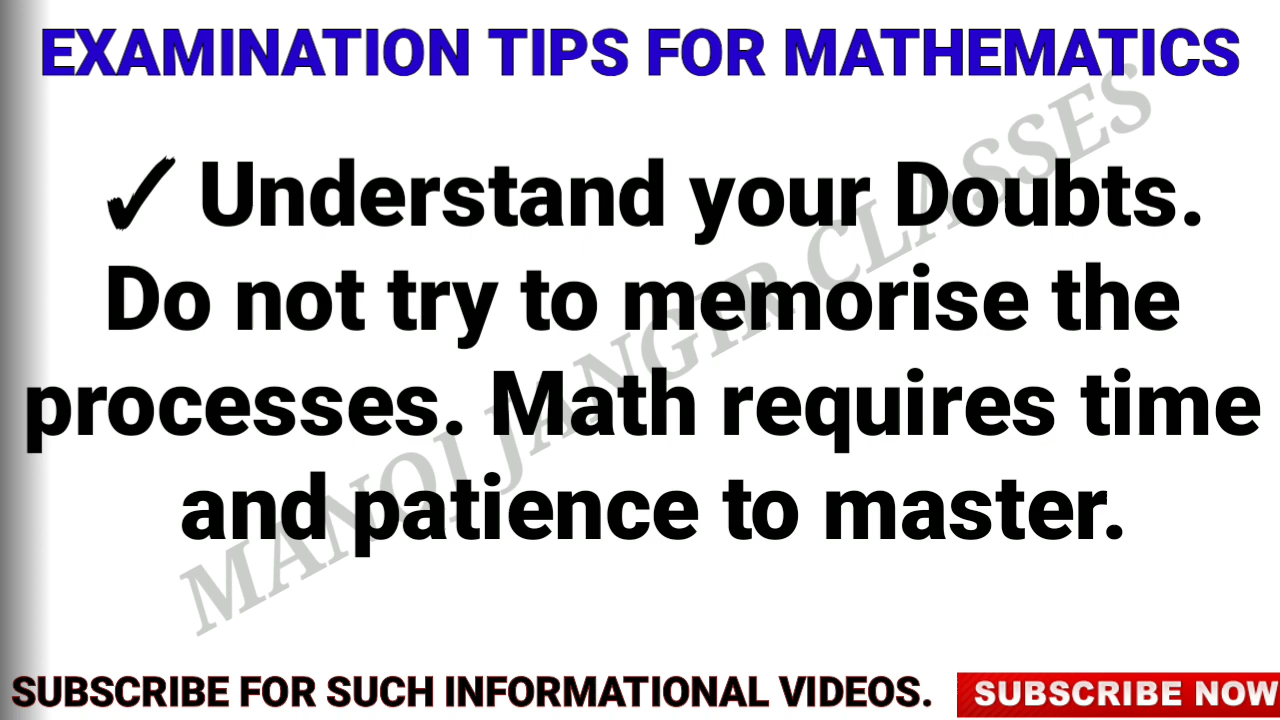 EXAMINATION TIPS FOR MATHEMATICS
✓ Understand your Doubts.
Do not try to memorise the
processes. Math requires time
and patience to master.
MANOJ JANGIR CLASSES
SUBSCRIBE FOR SUCH INFORMATIONAL VIDEOS.
SUBSCRIBE NOW